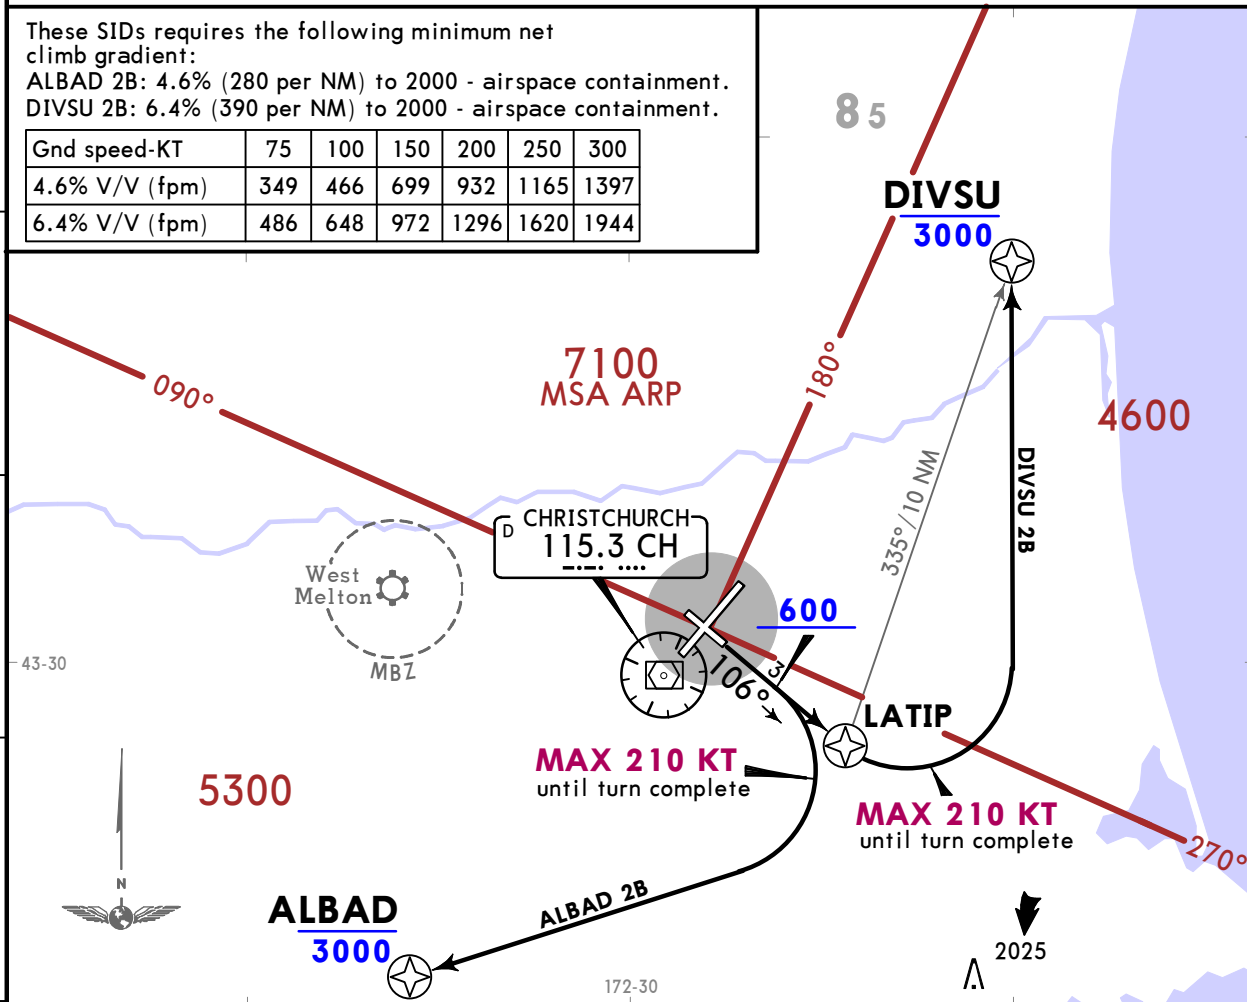 These SIDs requires the following minimum net
climb gradient:
ALBAD 2B: 4.6% (280 per NM) to 2000 - airspace containment.
DIVSU 2B: 6.4% (390 per NM) to 2000 - airspace containment.
Gnd speed-KT 75 100 150 200 250 300
4.6% V/V (fpm) 349 466 699 932 1165 1397
6.4% V/V (fpm) 486 648 972 1296 1620 1944
85
DIVSU
3000
7100
MSA ARP
090°
180°
4600
335°/10 NM
DIVSU 2B
D CHRISTCHURCH
115.3 CH
West
Melton
MBZ
600
43-30
3
106°
LATIP
MAX 210 KT
until turn complete
5300
MAX 210 KT
until turn complete
270°
N
ALBAD
3000
ALBAD 2B
2025
172-30